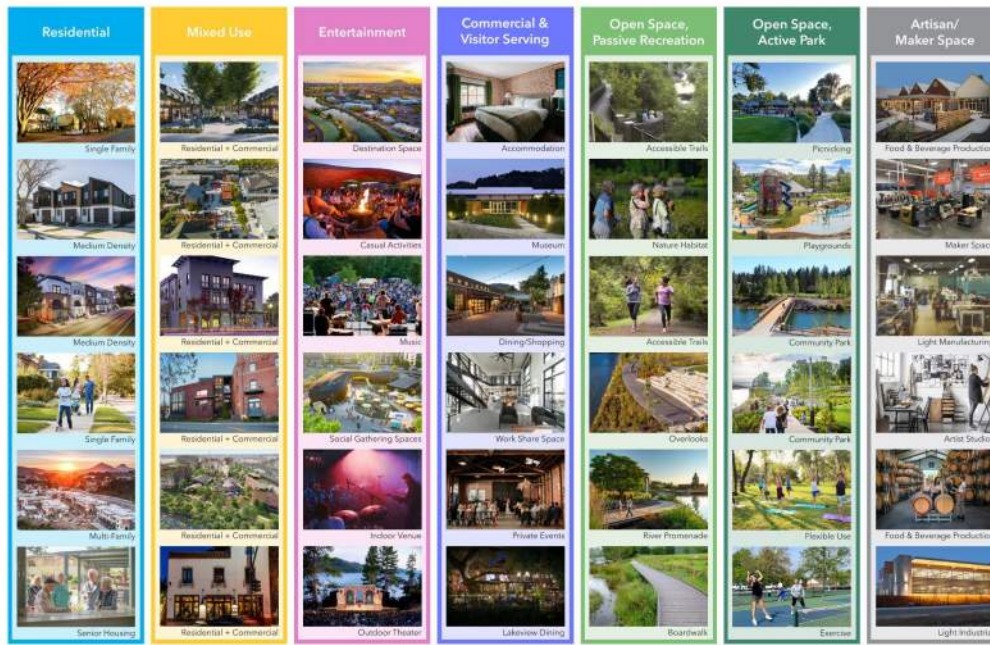 Residential
Single Family
Medium Density
Medium Density
Single Family
Multi-Family
Senior Housing
Mixed Use
Residential + Commercial
Residential + Commercial
Residential + Commercial
Residential + Commercial
Residential + Commercial
Residential + Commercial
Entertainment
Destination Space
Casual Activities
Music
Social Gathering Spaces
Indoor Venue
Outdoor Theater
Commercial &
Visitor Serving
Accommodation
Museum
Dining/Shopping
Work Share Space
Private Events
Lakeview Dining
Open Space,
Passive Recreation
Accessible Trails
Nature Habitat
Accessible Trails
Overlooks
River Promenade
Boardwalk
Open Space,
Active Park
Picnicking
Playgrounds
Community Park
Community Park
Flexible Use
Exercise
Artisan/
Maker Space
Food & Beverage Production
Maker Space
Light Manufacturing
Artist Studio
Food & Beverage Production
Light Industrial